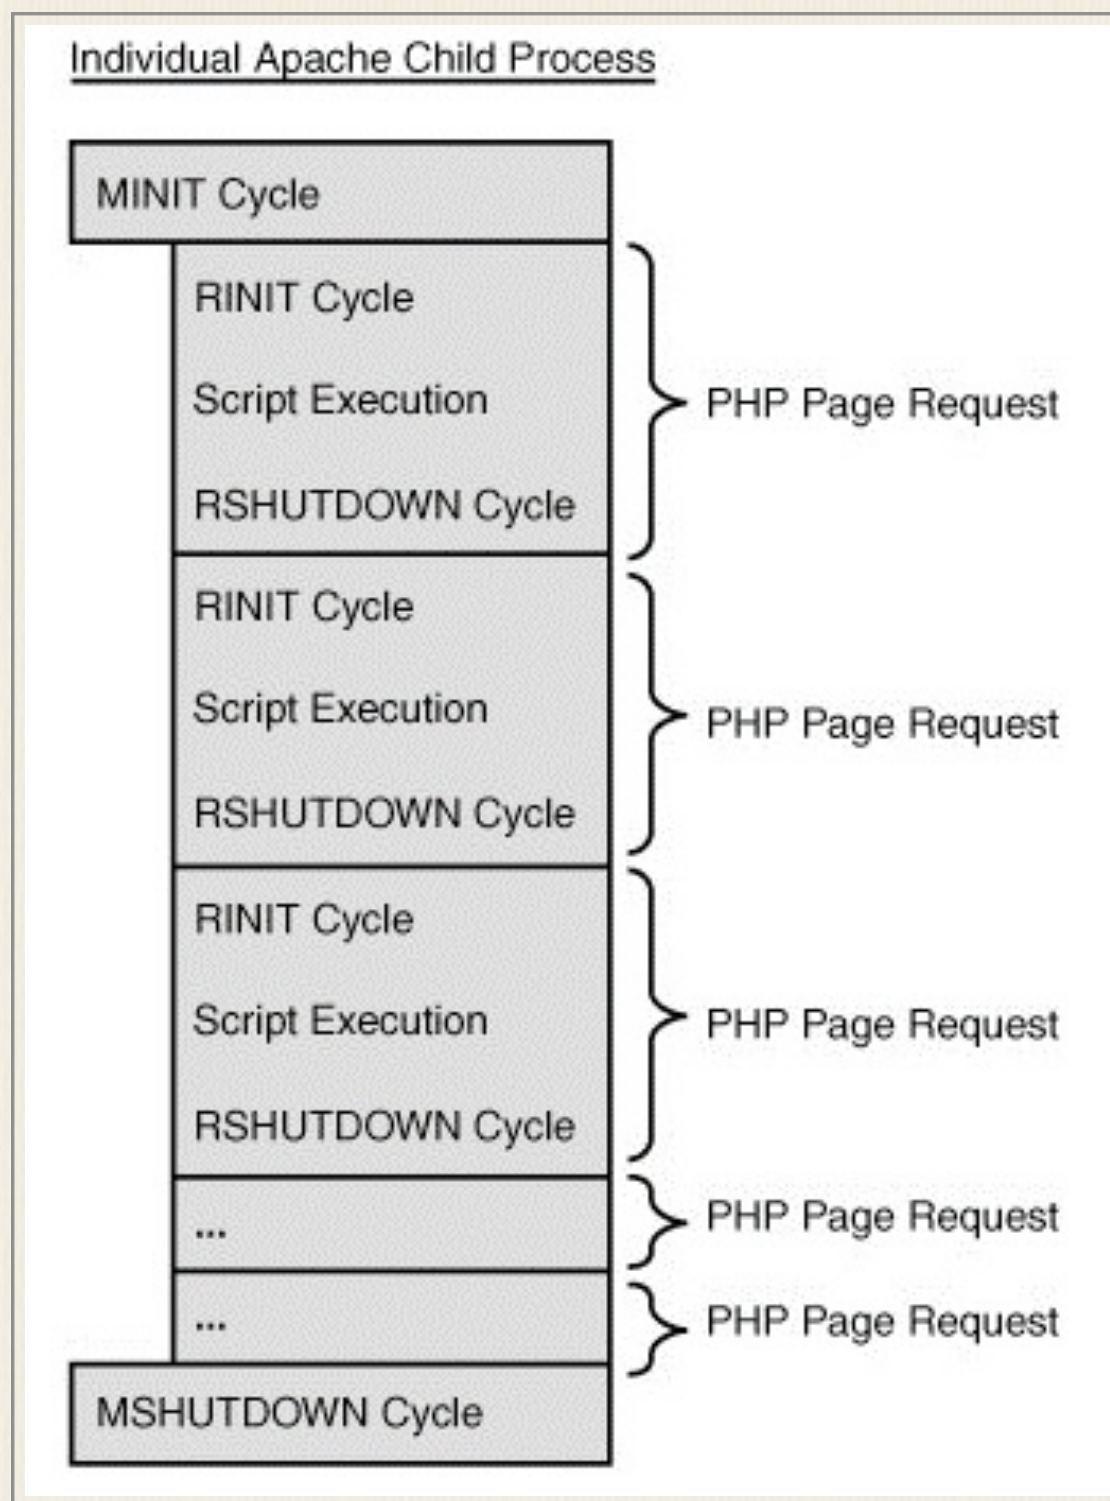 Individual Apache Child Process
MINIT Cycle
RINIT Cycle
Script Execution
RSHUTDOWN Cycle
PHP Page Request
RINIT Cycle
Script Execution
RSHUTDOWN Cycle
PHP Page Request
RINIT Cycle
Script Execution
RSHUTDOWN Cycle
PHP Page Request
...
PHP Page Request
...
PHP Page Request
MSHUTDOWN Cycle